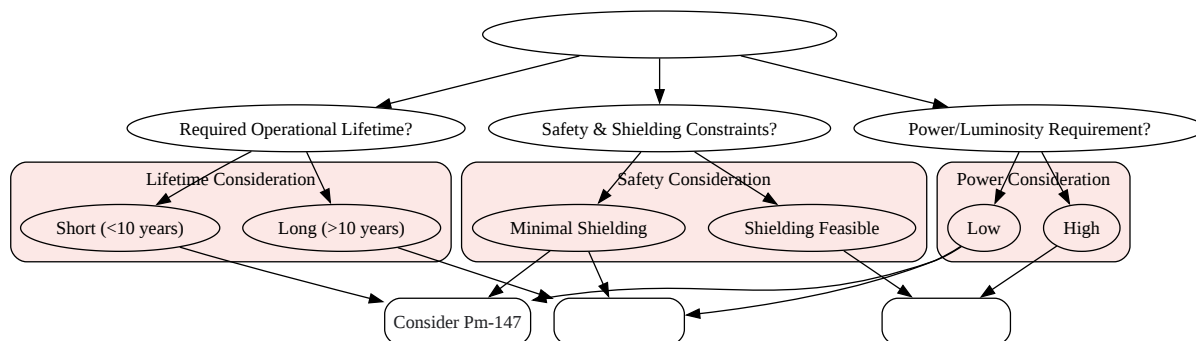 Required Operational Lifetime?
Safety & Shielding Constraints?
Power/Luminosity Requirement?
Lifetime Consideration
Safety Consideration
Power Consideration
Short (<10 years)
Long (>10 years)
Minimal Shielding
Shielding Feasible
Low
High
Consider Pm-147